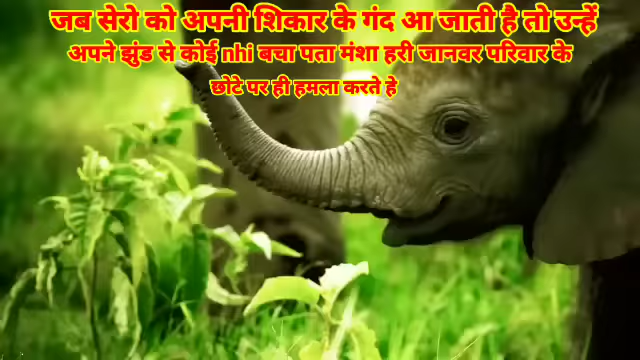 जब सेरो को अपनी शिकार के गंद आ जाती है तो उन्हें
अपने झुंड से कोई nhi बचा पता मंशा हरी जानवर परिवार के
छोटे पर ही हमला करते हे